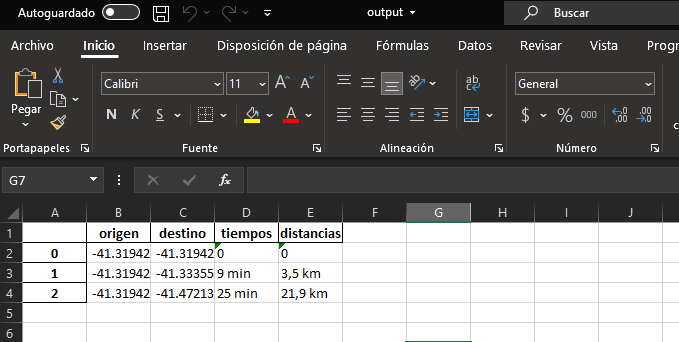 Autoguardado output Buscar
Archivo Inicio Insertar Disposición de página Fórmulas Datos Revisar Vista Progr
Pegar Calibri 11 A A ab General
N K S A $ % 000
Portapapeles Fuente Alineación Número
G7 fx
A B C D E F G H I J
1 origen destino tiempos distancias
2 0 -41.31942 -41.31942 0 0
3 1 -41.31942 -41.33355 9 min 3,5 km
4 2 -41.31942 -41.47213 25 min 21,9 km
5
6